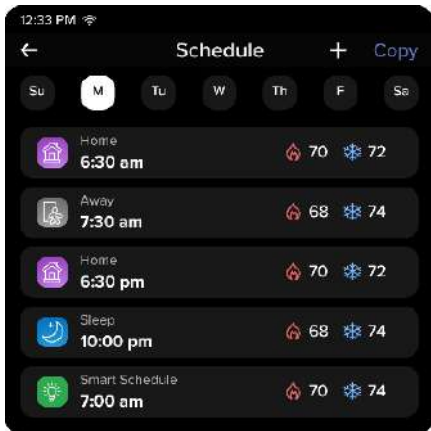 12:33 PM
Schedule + Copy
Su M Tu W Th F Sa
Home
6:30 am 70 72
Away
7:30 am 68 74
Home
6:30 pm 70 72
Sleep
10:00 pm 68 74
Smart Schedule
7:00 am 70 74